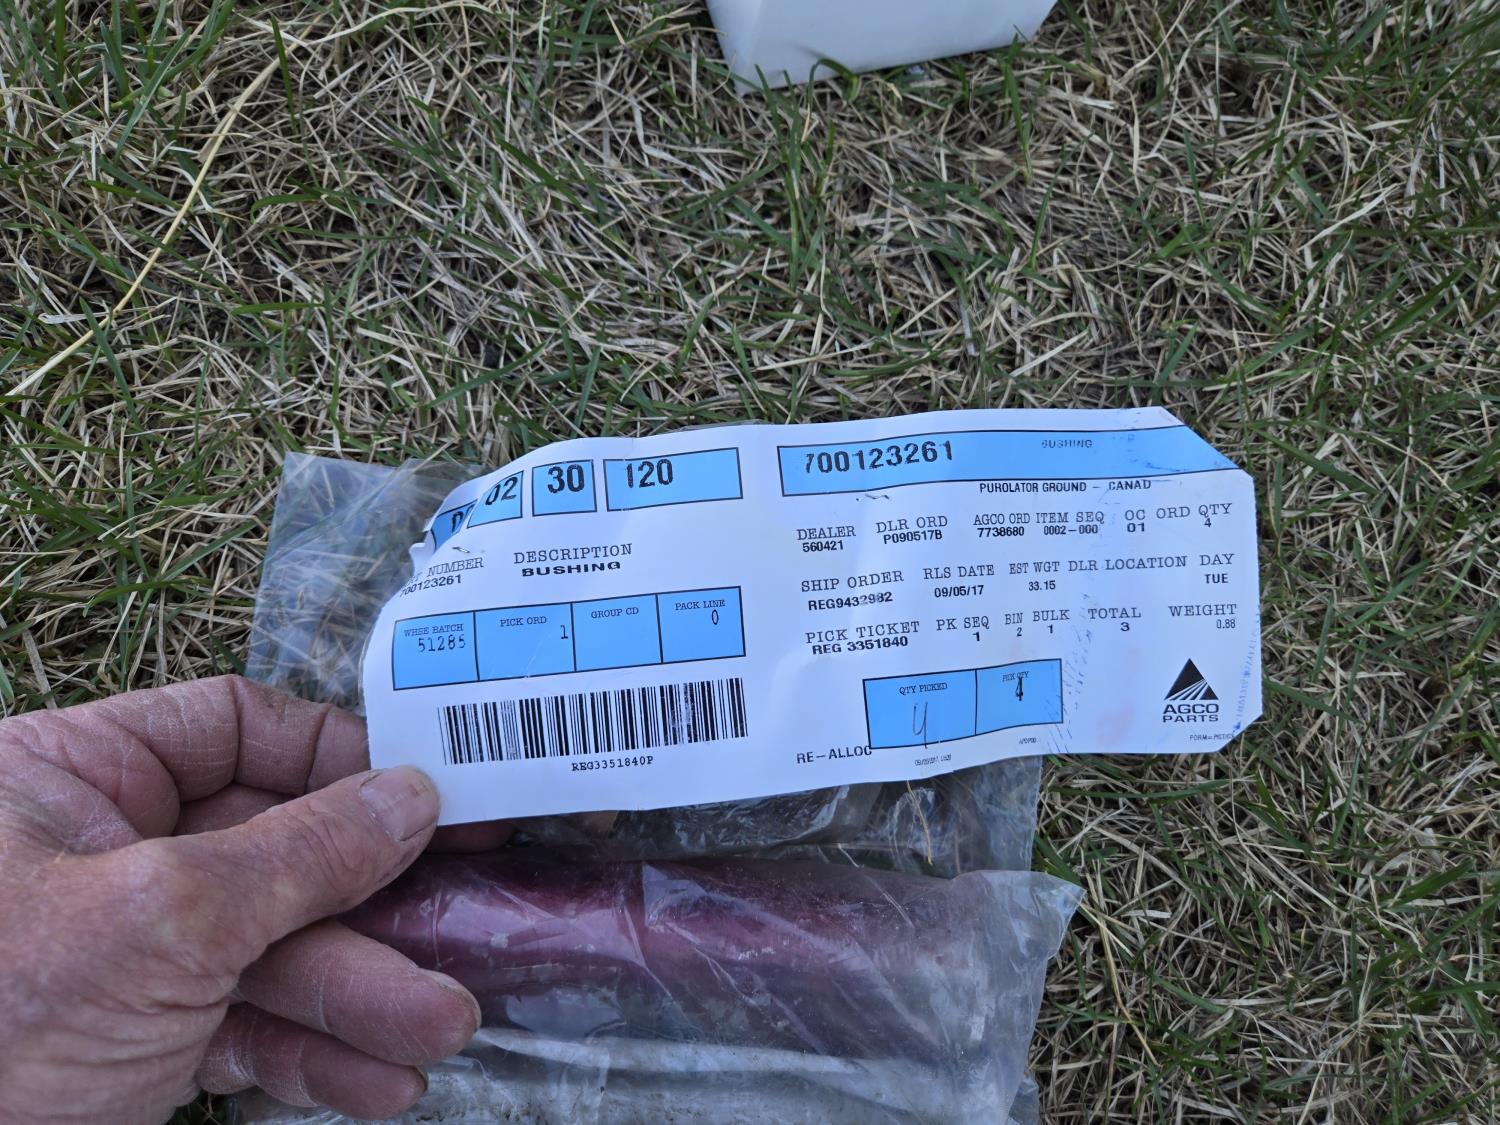 02 30 120
700123261 BUSHING
PUROLATOR GROUND - CANAD
DEALER DLR ORD AGCO ORD ITEM SEQ OC ORD QTY
560421 P090517B 7738680 0002-000 01 4
NUMBER DESCRIPTION
700123261 BUSHING
SHIP ORDER RLS DATE EST WGT DLR LOCATION DAY
REG9432982 09/05/17 33.15 TUE
WHSE BATCH PICK ORD GROUP CD PACK LINE
51285 1 0
PICK TICKET PK SEQ BIN BULK TOTAL WEIGHT
REG 3351840 1 2 1 3 0.88
QTY PICKED PICK QTY
4 4
AGCO
PARTS
RE-ALLOC
REG3351840P